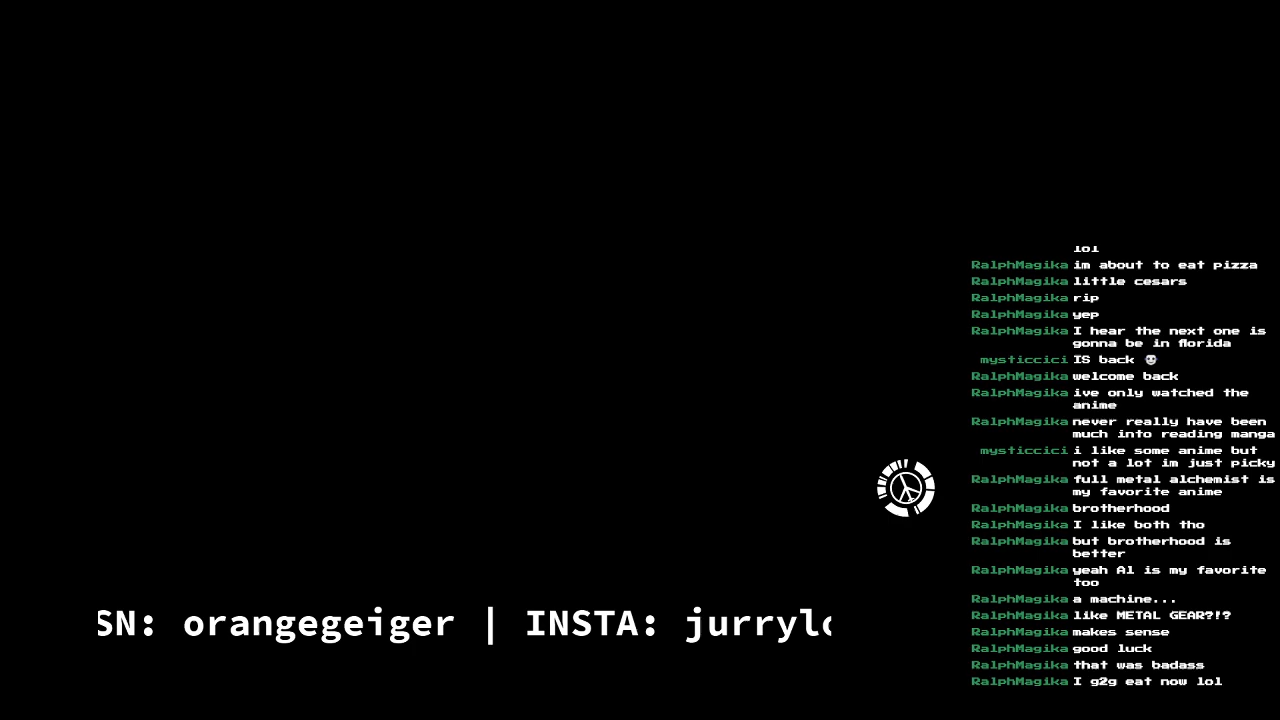 lol
RalphMagika im about to eat pizza
RalphMagika little cesars
RalphMagika rip
RalphMagika yep
RalphMagika I hear the next one is
gonna be in florida
mysticcici IS back 💀
RalphMagika welcome back
RalphMagika ive only watched the
anime
RalphMagika never really have been
much into reading manga
mysticcici i like some anime but
not a lot im just picky
RalphMagika full metal alchemist is
my favorite anime
RalphMagika brotherhood
RalphMagika I like both tho
RalphMagika but brotherhood is
better
RalphMagika yeah Al is my favorite
too
RalphMagika a machine...
RalphMagika like METAL GEAR?!?
RalphMagika makes sense
RalphMagika good luck
RalphMagika that was badass
RalphMagika I g2g eat now lol
SN: orangegeiger | INSTA: jurryl